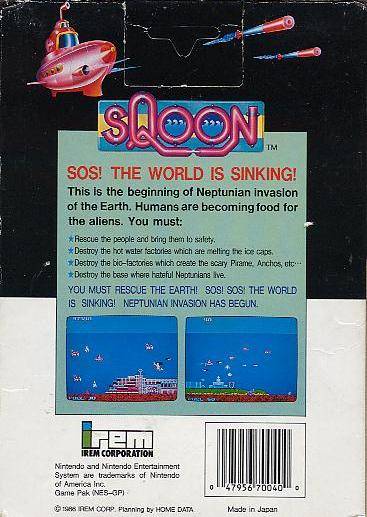 SQOON
TM
SOS! THE WORLD IS SINKING!
This is the beginning of Neptunian invasion
of the Earth. Humans are becoming food for
the aliens. You must:
★Rescue the people and bring them to safety.
★Destroy the hot water factories which are melting the ice caps.
★Destroy the bio-factories which create the scary Pirame, Anchos, etc…
★Destroy the base where hateful Neptunians live.
YOU MUST RESCUE THE EARTH! SOS! SOS! THE WORLD
IS SINKING! NEPTUNIAN INVASION HAS BEGUN.
irem
IREM CORPORATION
Nintendo and Nintendo Entertainment
System are trademarks of Nintendo
of America Inc.
Game Pak (NES-GP)
©1986 IREM CORP. Planning by HOME DATA
0 47956 70040 0
Made in Japan